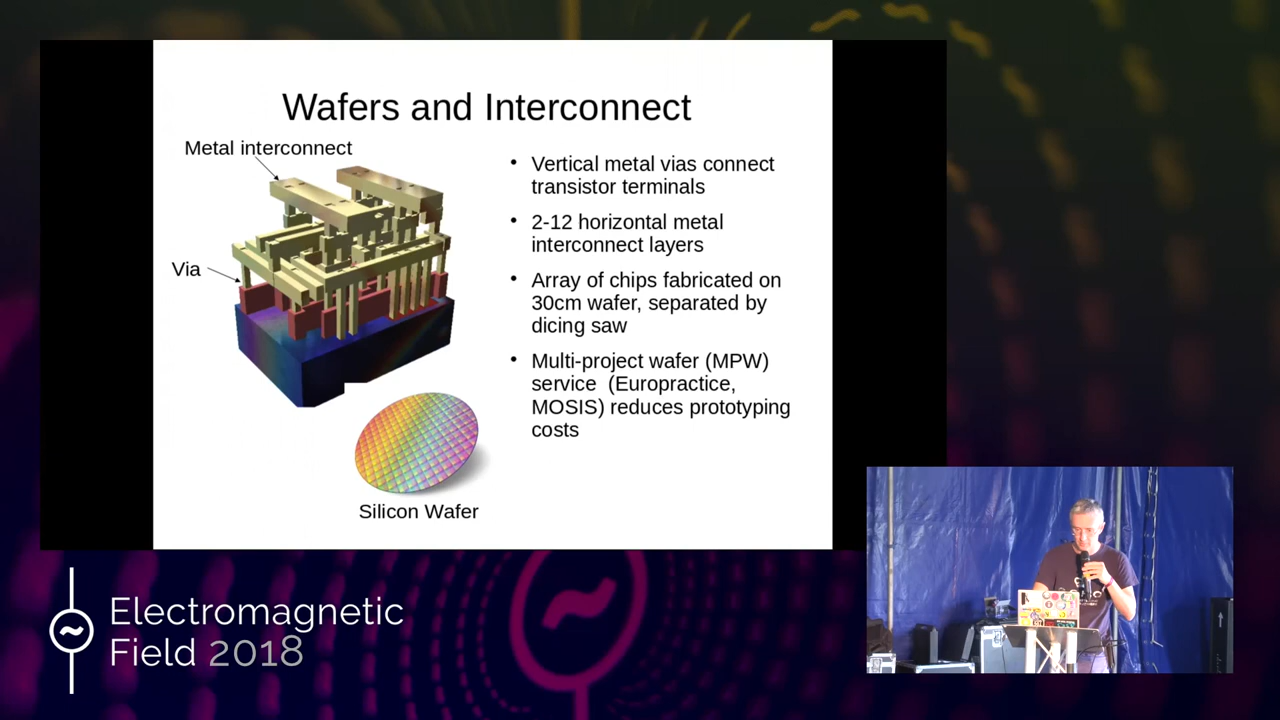 Wafers and Interconnect
Metal interconnect
Via
Silicon Wafer
• Vertical metal vias connect
transistor terminals
• 2-12 horizontal metal
interconnect layers
• Array of chips fabricated on
30cm wafer, separated by
dicing saw
• Multi-project wafer (MPW)
service (Europractice,
MOSIS) reduces prototyping
costs
Electromagnetic
Field 2018